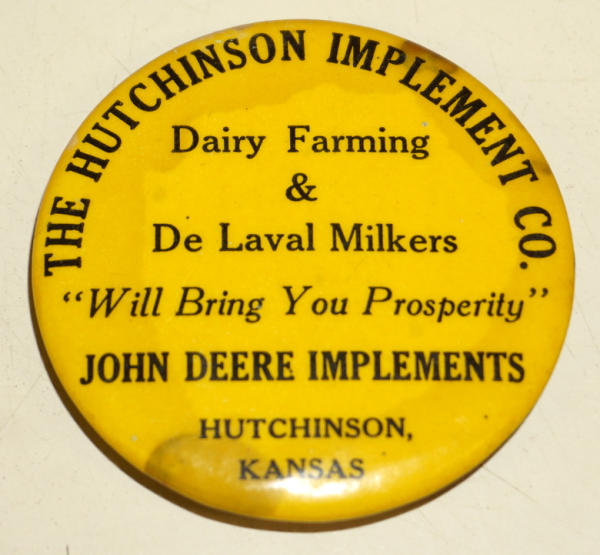 THE HUTCHINSON IMPLEMENT CO.
Dairy Farming
&
De Laval Milkers
"Will Bring You Prosperity"
JOHN DEERE IMPLEMENTS
HUTCHINSON,
KANSAS